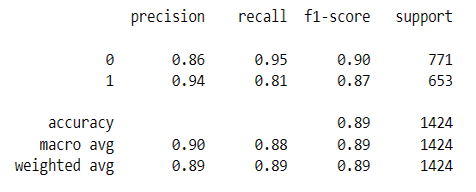 precision recall f1-score support
0 0.86 0.95 0.90 771
1 0.94 0.81 0.87 653
accuracy 0.89 1424
macro avg 0.90 0.88 0.89 1424
weighted avg 0.89 0.89 0.89 1424